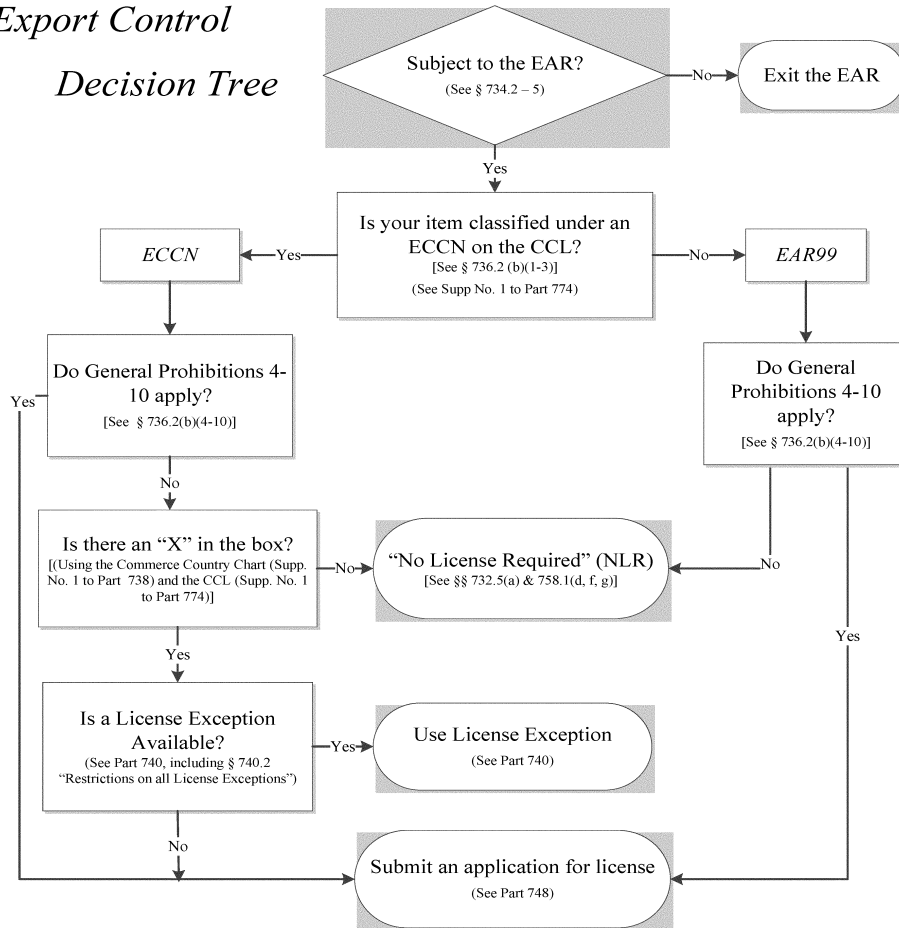 Export Control
Decision Tree
Subject to the EAR?
(See § 734.2 – 5)
No
Exit the EAR
Yes
Is your item classified under an
ECCN on the CCL?
[See § 736.2 (b)(1-3)]
(See Supp No. 1 to Part 774)
Yes
ECCN
No
EAR99
Do General Prohibitions 4-
10 apply?
[See § 736.2(b)(4-10)]
Yes
Do General
Prohibitions 4-10
apply?
[See § 736.2(b)(4-10)]
No
Is there an “X” in the box?
[(Using the Commerce Country Chart (Supp.
No. 1 to Part 738) and the CCL (Supp. No. 1
to Part 774)]
No
“No License Required” (NLR)
[See §§ 732.5(a) & 758.1(d, f, g)]
No
Yes
Yes
Is a License Exception
Available?
(See Part 740, including § 740.2
“Restrictions on all License Exceptions”)
Yes
Use License Exception
(See Part 740)
No
Submit an application for license
(See Part 748)